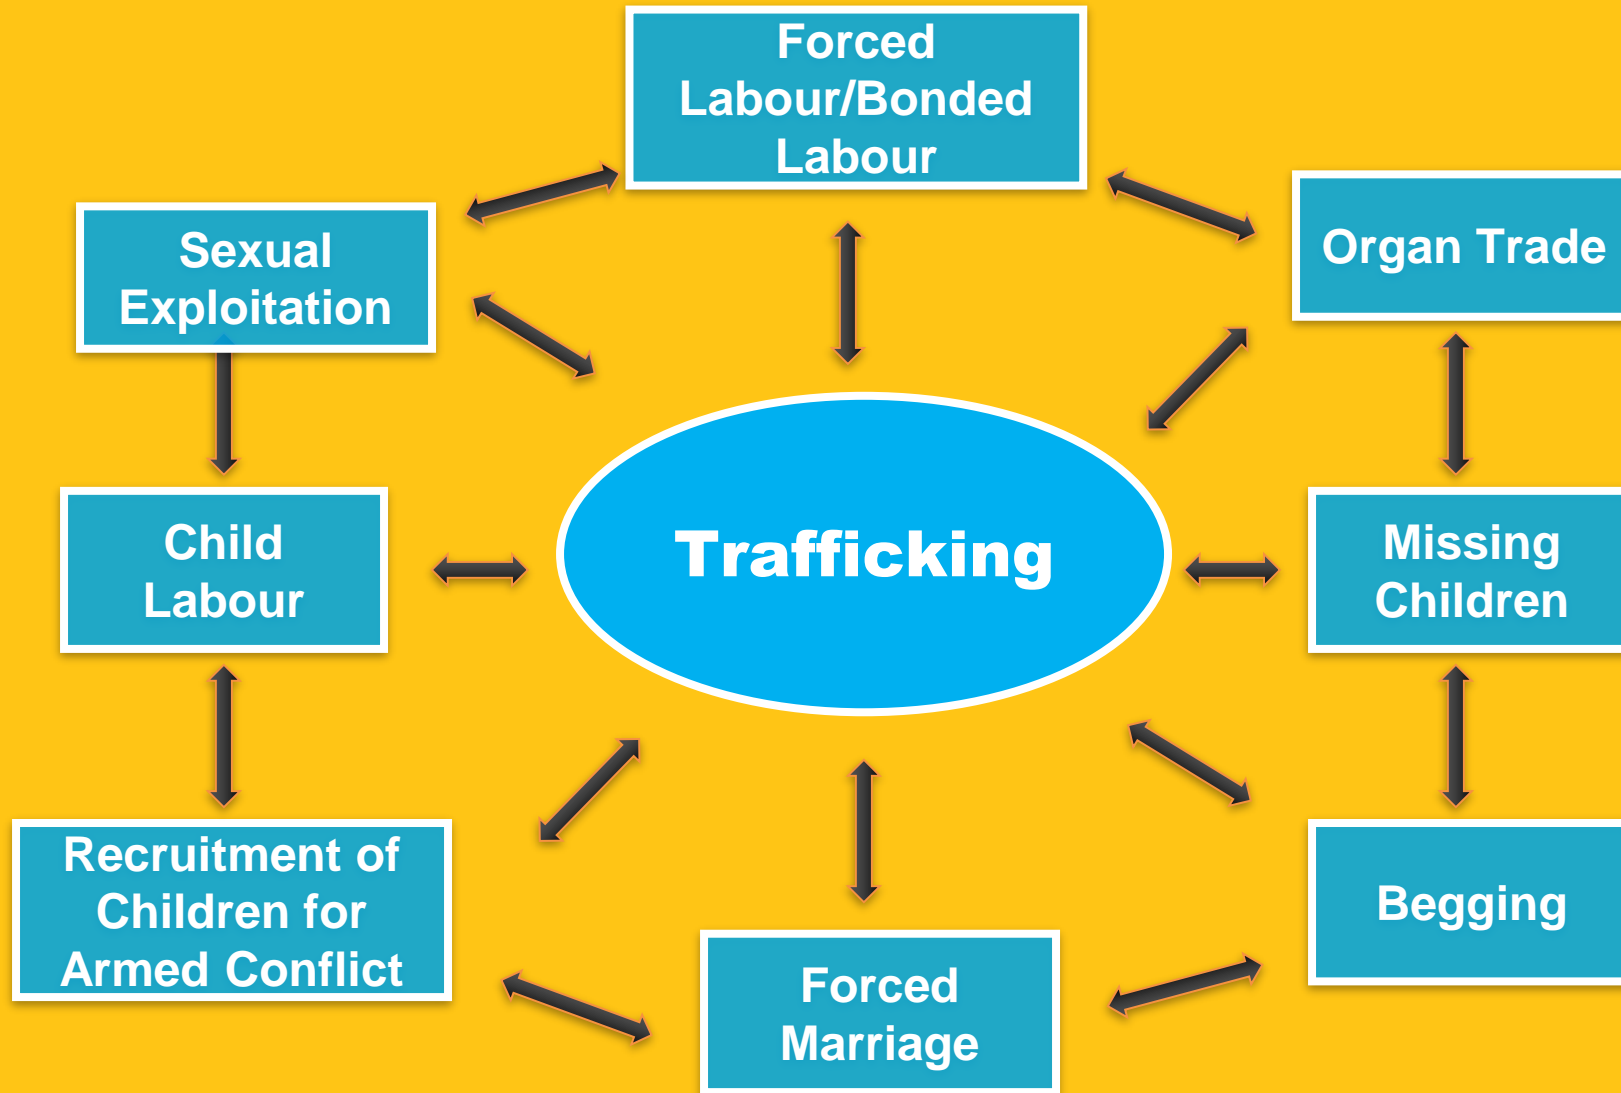 Forced
Labour/Bonded
Labour
Sexual
Exploitation
Organ Trade
Child
Labour
Trafficking
Missing
Children
Recruitment of
Children for
Armed Conflict
Begging
Forced
Marriage